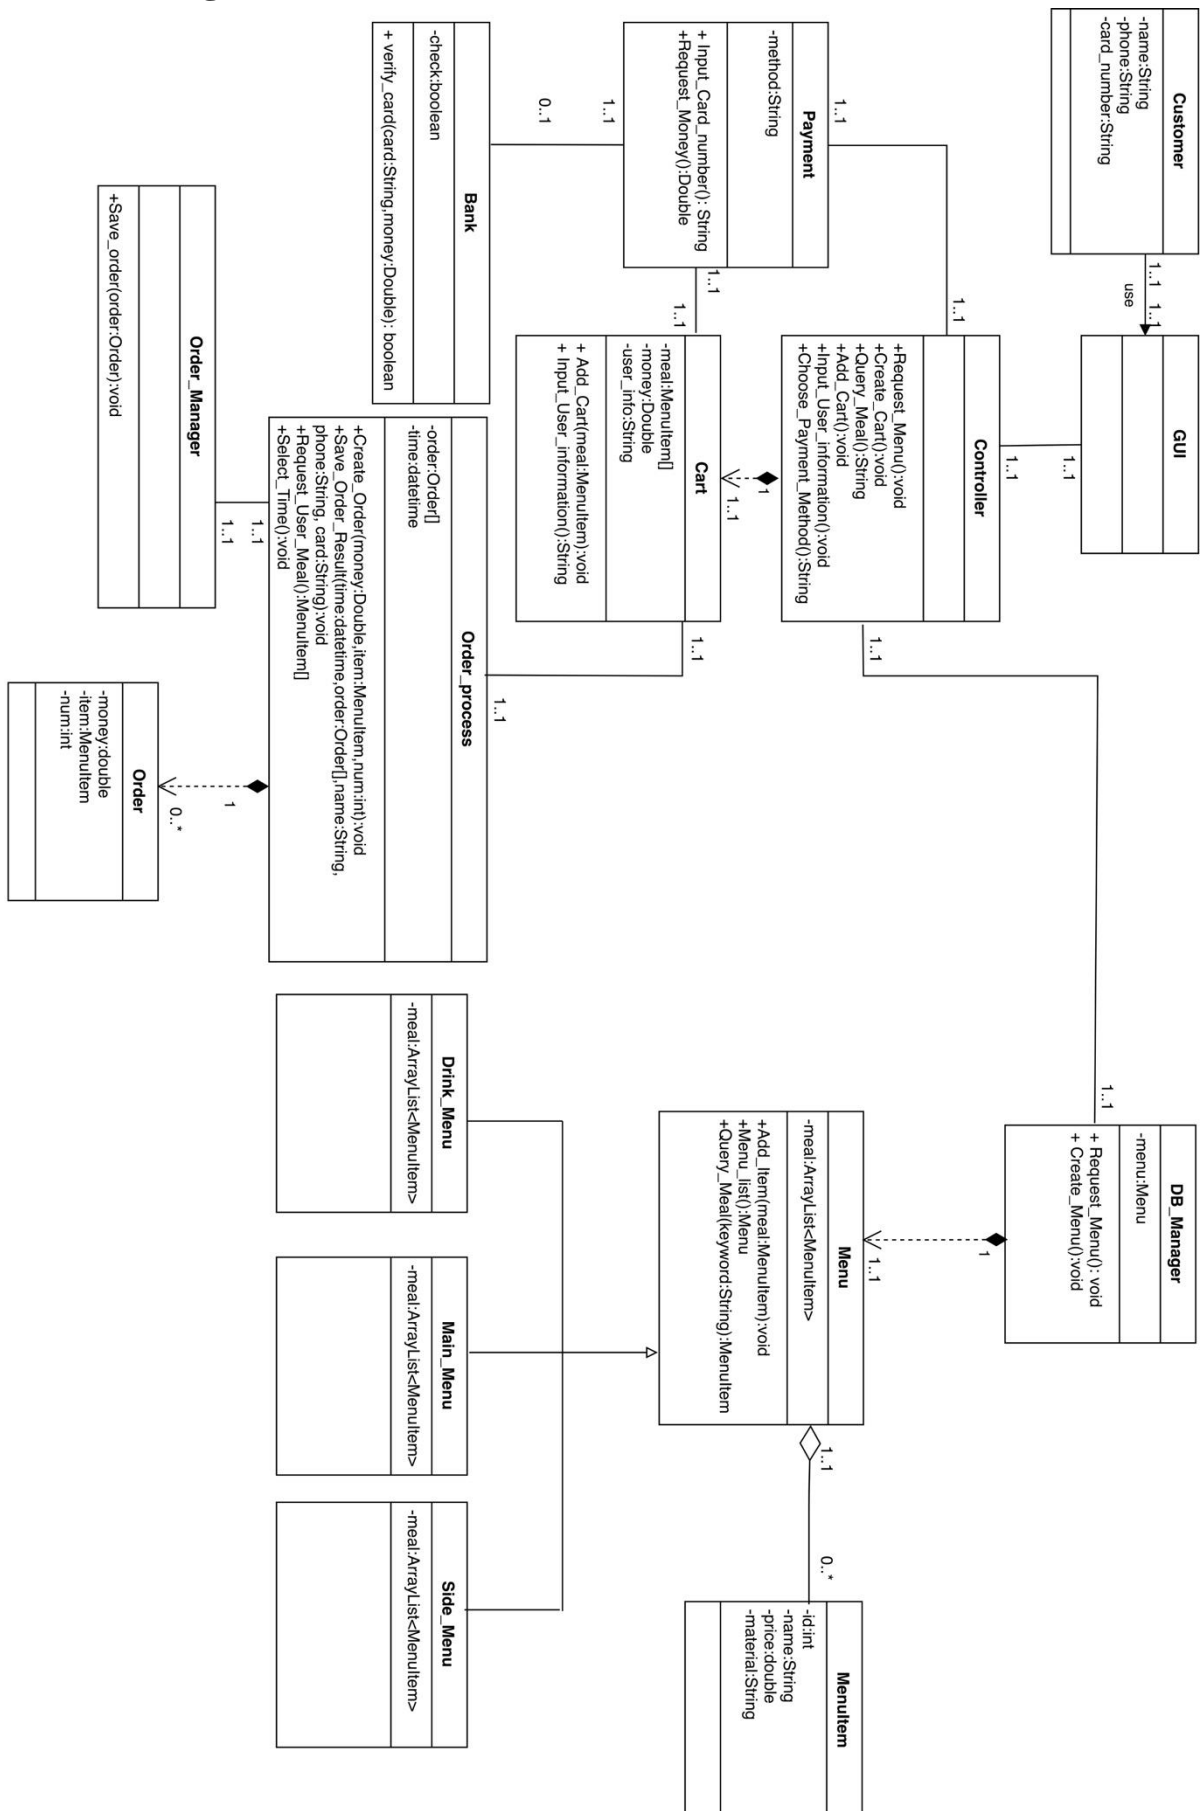 Customer
-name:String
-phone:String
-card_number:String
1..1
1..1
use
GUI
1..1
1..1
Controller
+Request_Menu():void
+Create_Cart():void
+Query_Meal():String
+Add_Cart():void
+Input_User_information():void
+Choose_Payment_Method():String
1..1
1..1
Payment
-method:String
+ Input_Card_number(): String
+Request_Money():Double
1..1
0..1
Bank
-check:boolean
+ verify_card(card:String,money:Double): boolean
1..1
1..1
1
1..1
Cart
-meal:MenuItem[]
-money:Double
-user_info:String
+ Add_Cart(meal:MenuItem):void
+ Input_User_information():String
1..1
1..1
Order_process
-order:Order[]
-time:datetime
+Create_Order(money:Double,item:MenuItem,num:int):void
+Save_Order_Result(time:datetime,order:Order[],name:String,
phone:String, card:String):void
+Request_User_Meal():MenuItem[]
+Select_Time():void
1..1
1..1
Order_Manager
+Save_order(order:Order):void
1
0..*
Order
-money:double
-item:MenuItem
-num:int
1..1
1..1
DB_Manager
-menu:Menu
+ Request_Menu(): void
+ Create_Menu():void
1
1..1
Menu
-meal:ArrayList<MenuItem>
+Add_Item(meal:MenuItem):void
+Menu_list():Menu
+Query_Meal(keyword:String):MenuItem
1..1
0..*
MenuItem
-id:int
-name:String
-price:double
-material:String
Drink_Menu
-meal:ArrayList<MenuItem>
Main_Menu
-meal:ArrayList<MenuItem>
Side_Menu
-meal:ArrayList<MenuItem>